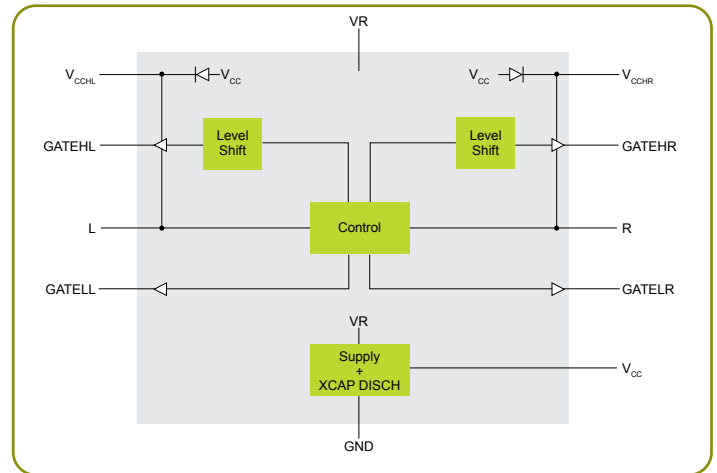 VR
VCCHL
VCC
VCC
VCCHR
Level
Shift
Level
Shift
GATEHL
GATEHR
L
Control
R
GATELL
GATELR
VR
Supply
+
XCAP DISCH
VCC
GND